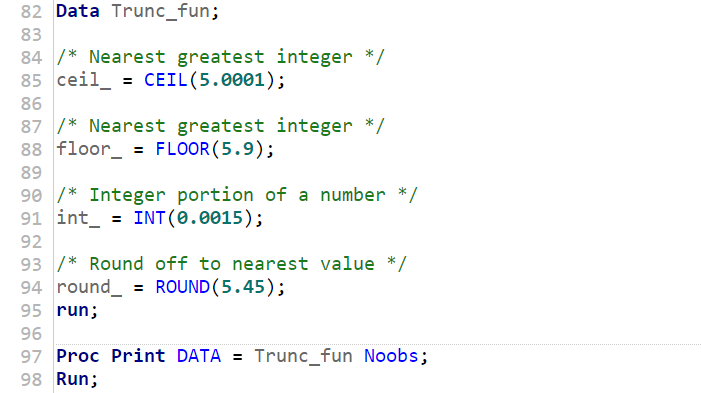 82 Data Trunc_fun;
83
84 /* Nearest greatest integer */
85 ceil_ = CEIL(5.0001);
86
87 /* Nearest greatest integer */
88 floor_ = FLOOR(5.9);
89
90 /* Integer portion of a number */
91 int_ = INT(0.0015);
92
93 /* Round off to nearest value */
94 round_ = ROUND(5.45);
95 run;
96
97 Proc Print DATA = Trunc_fun Noobs;
98 Run;